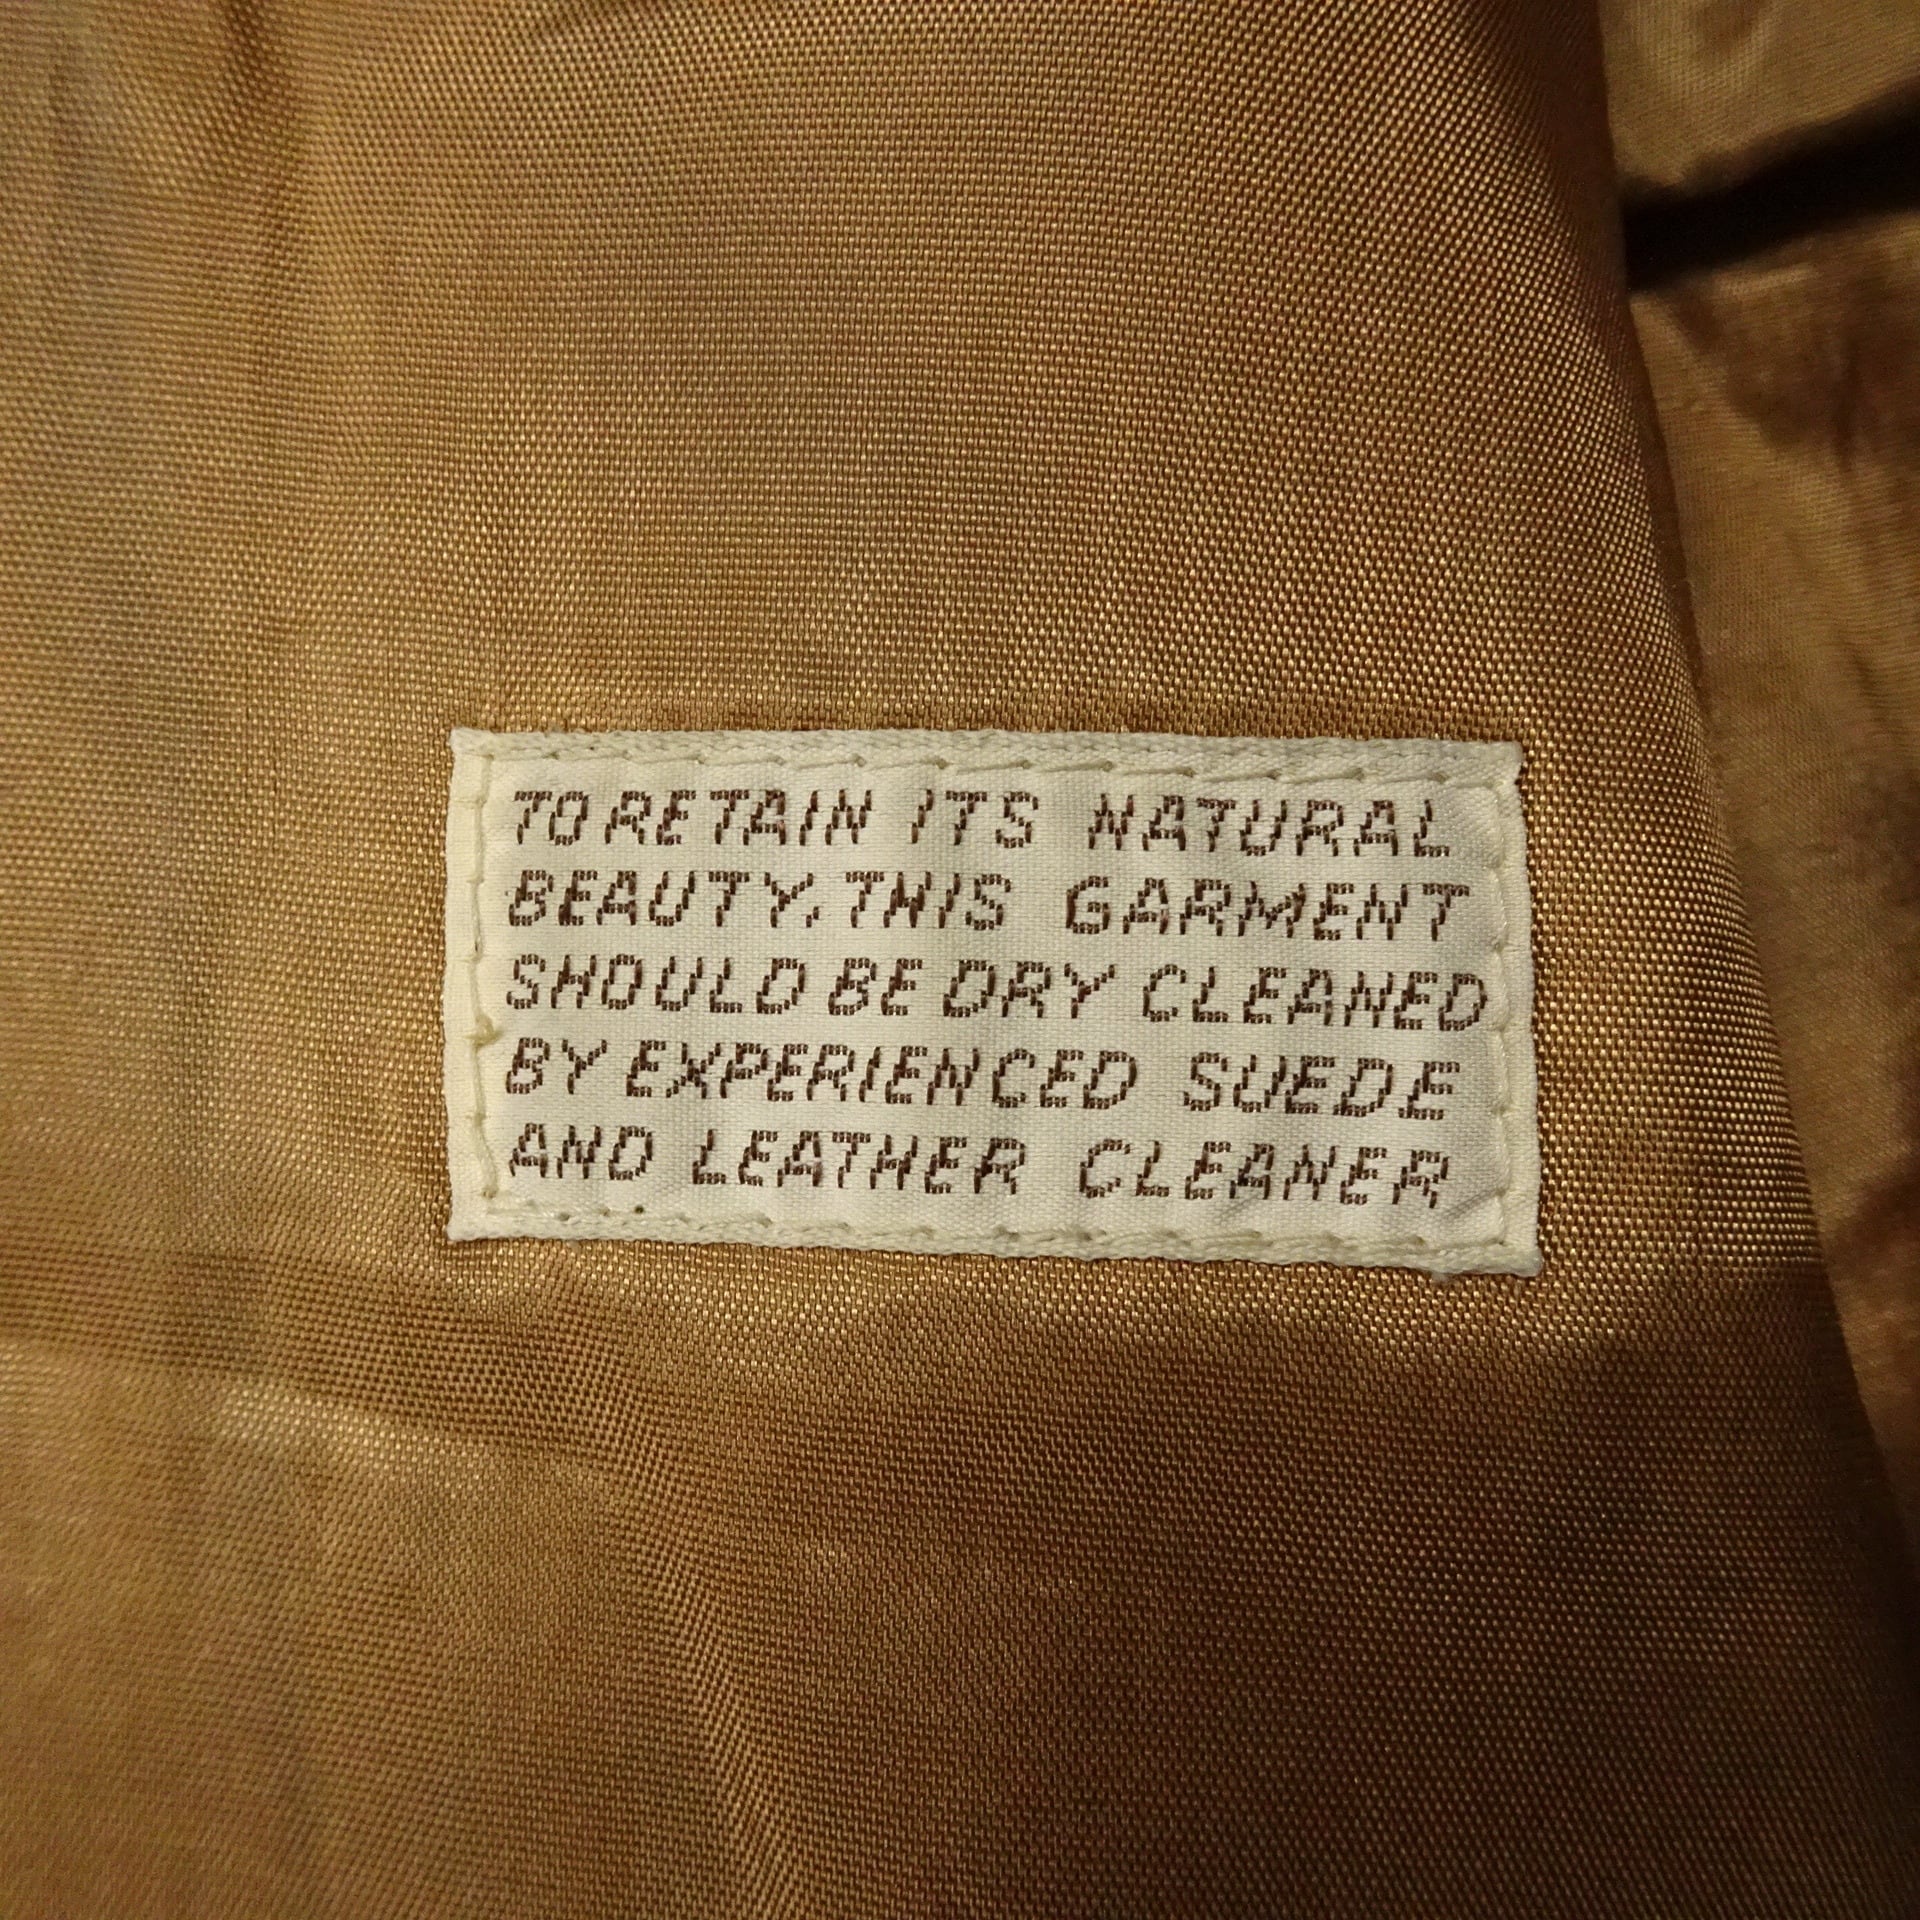 TO RETAIN ITS NATURAL
BEAUTY, THIS GARMENT
SHOULD BE DRY CLEANED
BY EXPERIENCED SUEDE
AND LEATHER CLEANER